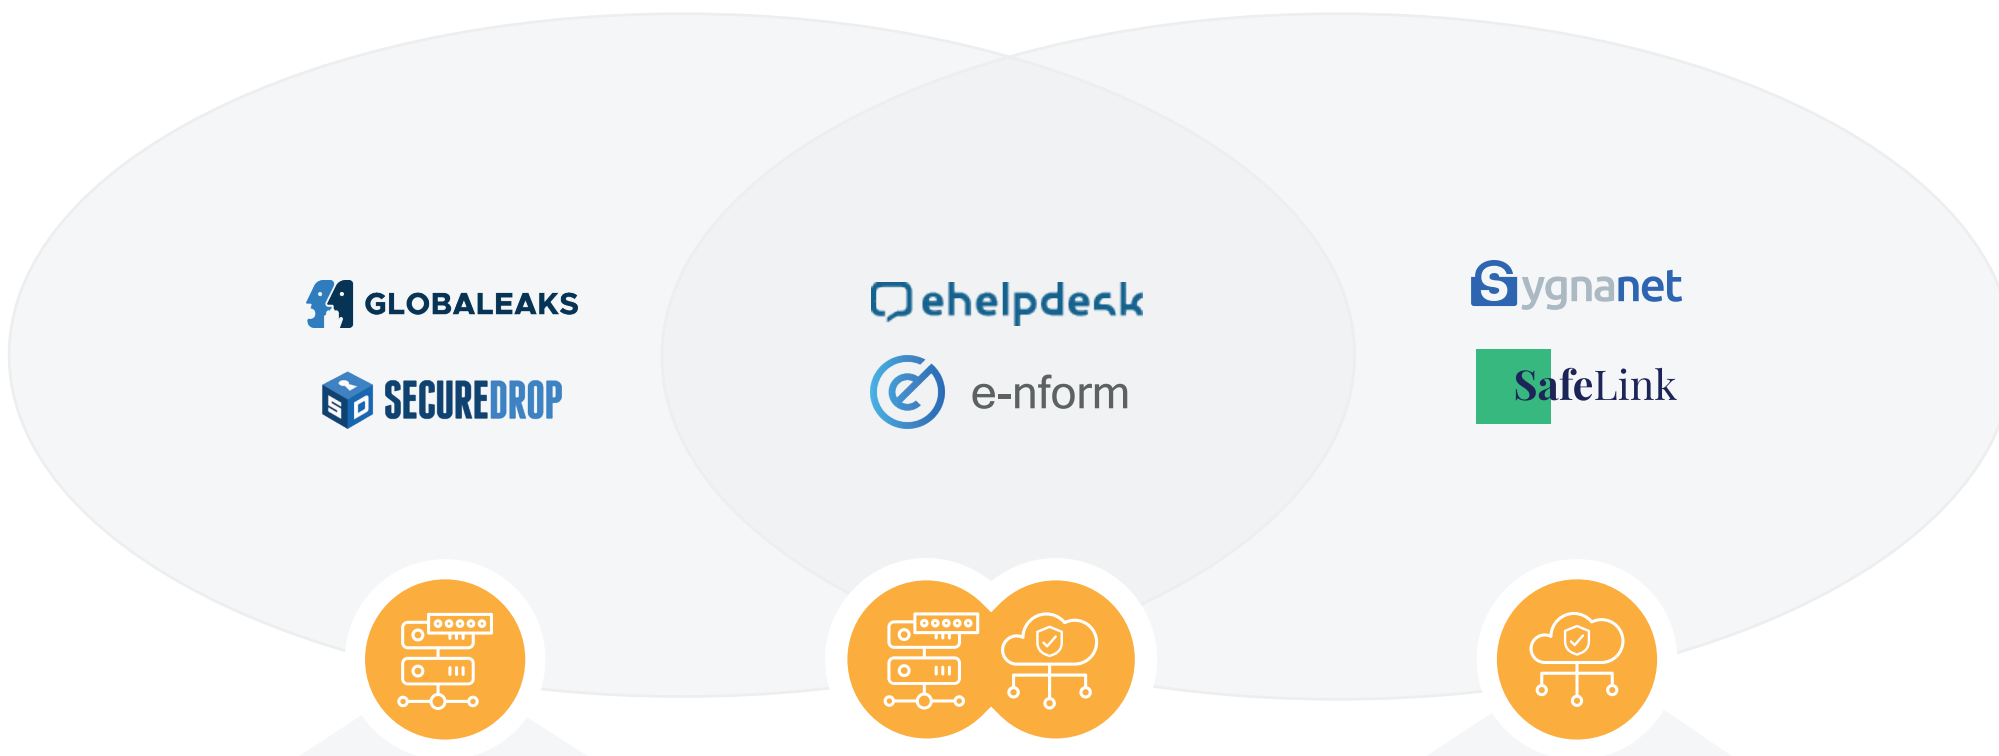 GLOBALEAKS
SECUREDROP
ehelpdesk
e-nform
Sygnanet
SafeLink